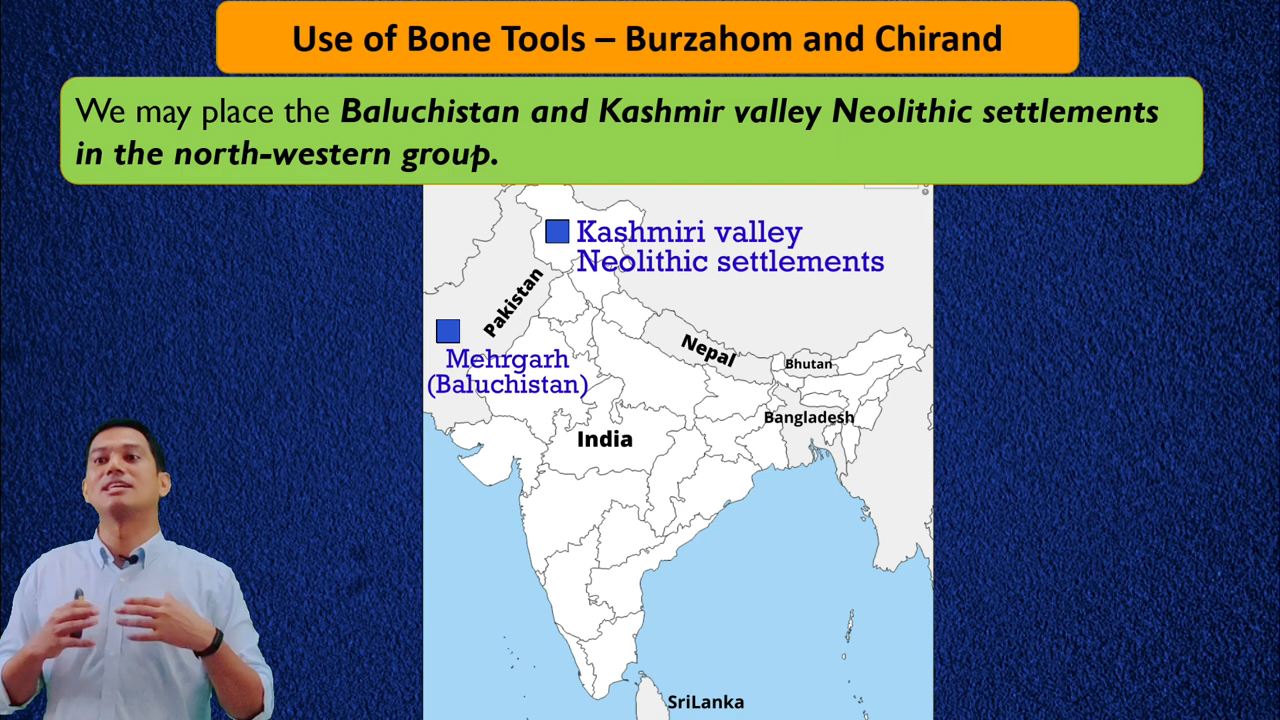 Use of Bone Tools – Burzahom and Chirand
We may place the Baluchistan and Kashmir valley Neolithic settlements
in the north-western group.
Kashmiri valley
Neolithic settlements
Pakistan
Mehrgarh
(Baluchistan)
Nepal
Bhutan
Bangladesh
India
SriLanka